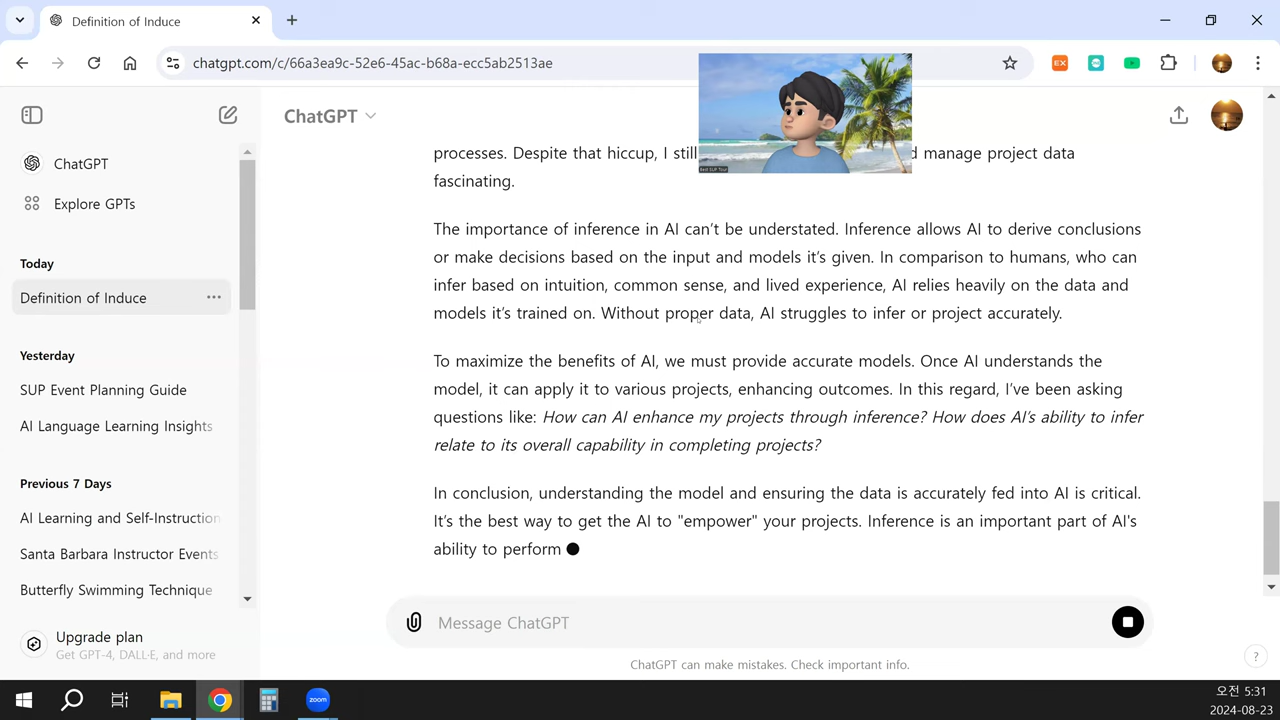 Definition of Induce
chatgpt.com/c/66a3ea9c-52e6-45ac-b68a-ecc5ab2513ae
EX
ChatGPT
ChatGPT
Explore GPTs
Today
Definition of Induce
Yesterday
SUP Event Planning Guide
AI Language Learning Insights
Previous 7 Days
AI Learning and Self-Instruction
Santa Barbara Instructor Events
Butterfly Swimming Technique
Upgrade plan
Get GPT-4, DALL·E, and more
Best SUP Tour
processes. Despite that hiccup, I still manage project data
fascinating.
The importance of inference in AI can't be understated. Inference allows AI to derive conclusions
or make decisions based on the input and models it's given. In comparison to humans, who can
infer based on intuition, common sense, and lived experience, AI relies heavily on the data and
models it's trained on. Without proper data, AI struggles to infer or project accurately.
To maximize the benefits of AI, we must provide accurate models. Once AI understands the
model, it can apply it to various projects, enhancing outcomes. In this regard, I've been asking
questions like: How can AI enhance my projects through inference? How does AI's ability to infer
relate to its overall capability in completing projects?
In conclusion, understanding the model and ensuring the data is accurately fed into AI is critical.
It's the best way to get the AI to "empower" your projects. Inference is an important part of AI's
ability to perform
Message ChatGPT
ChatGPT can make mistakes. Check important info.
?
zoom
오전 5:31
2024-08-23